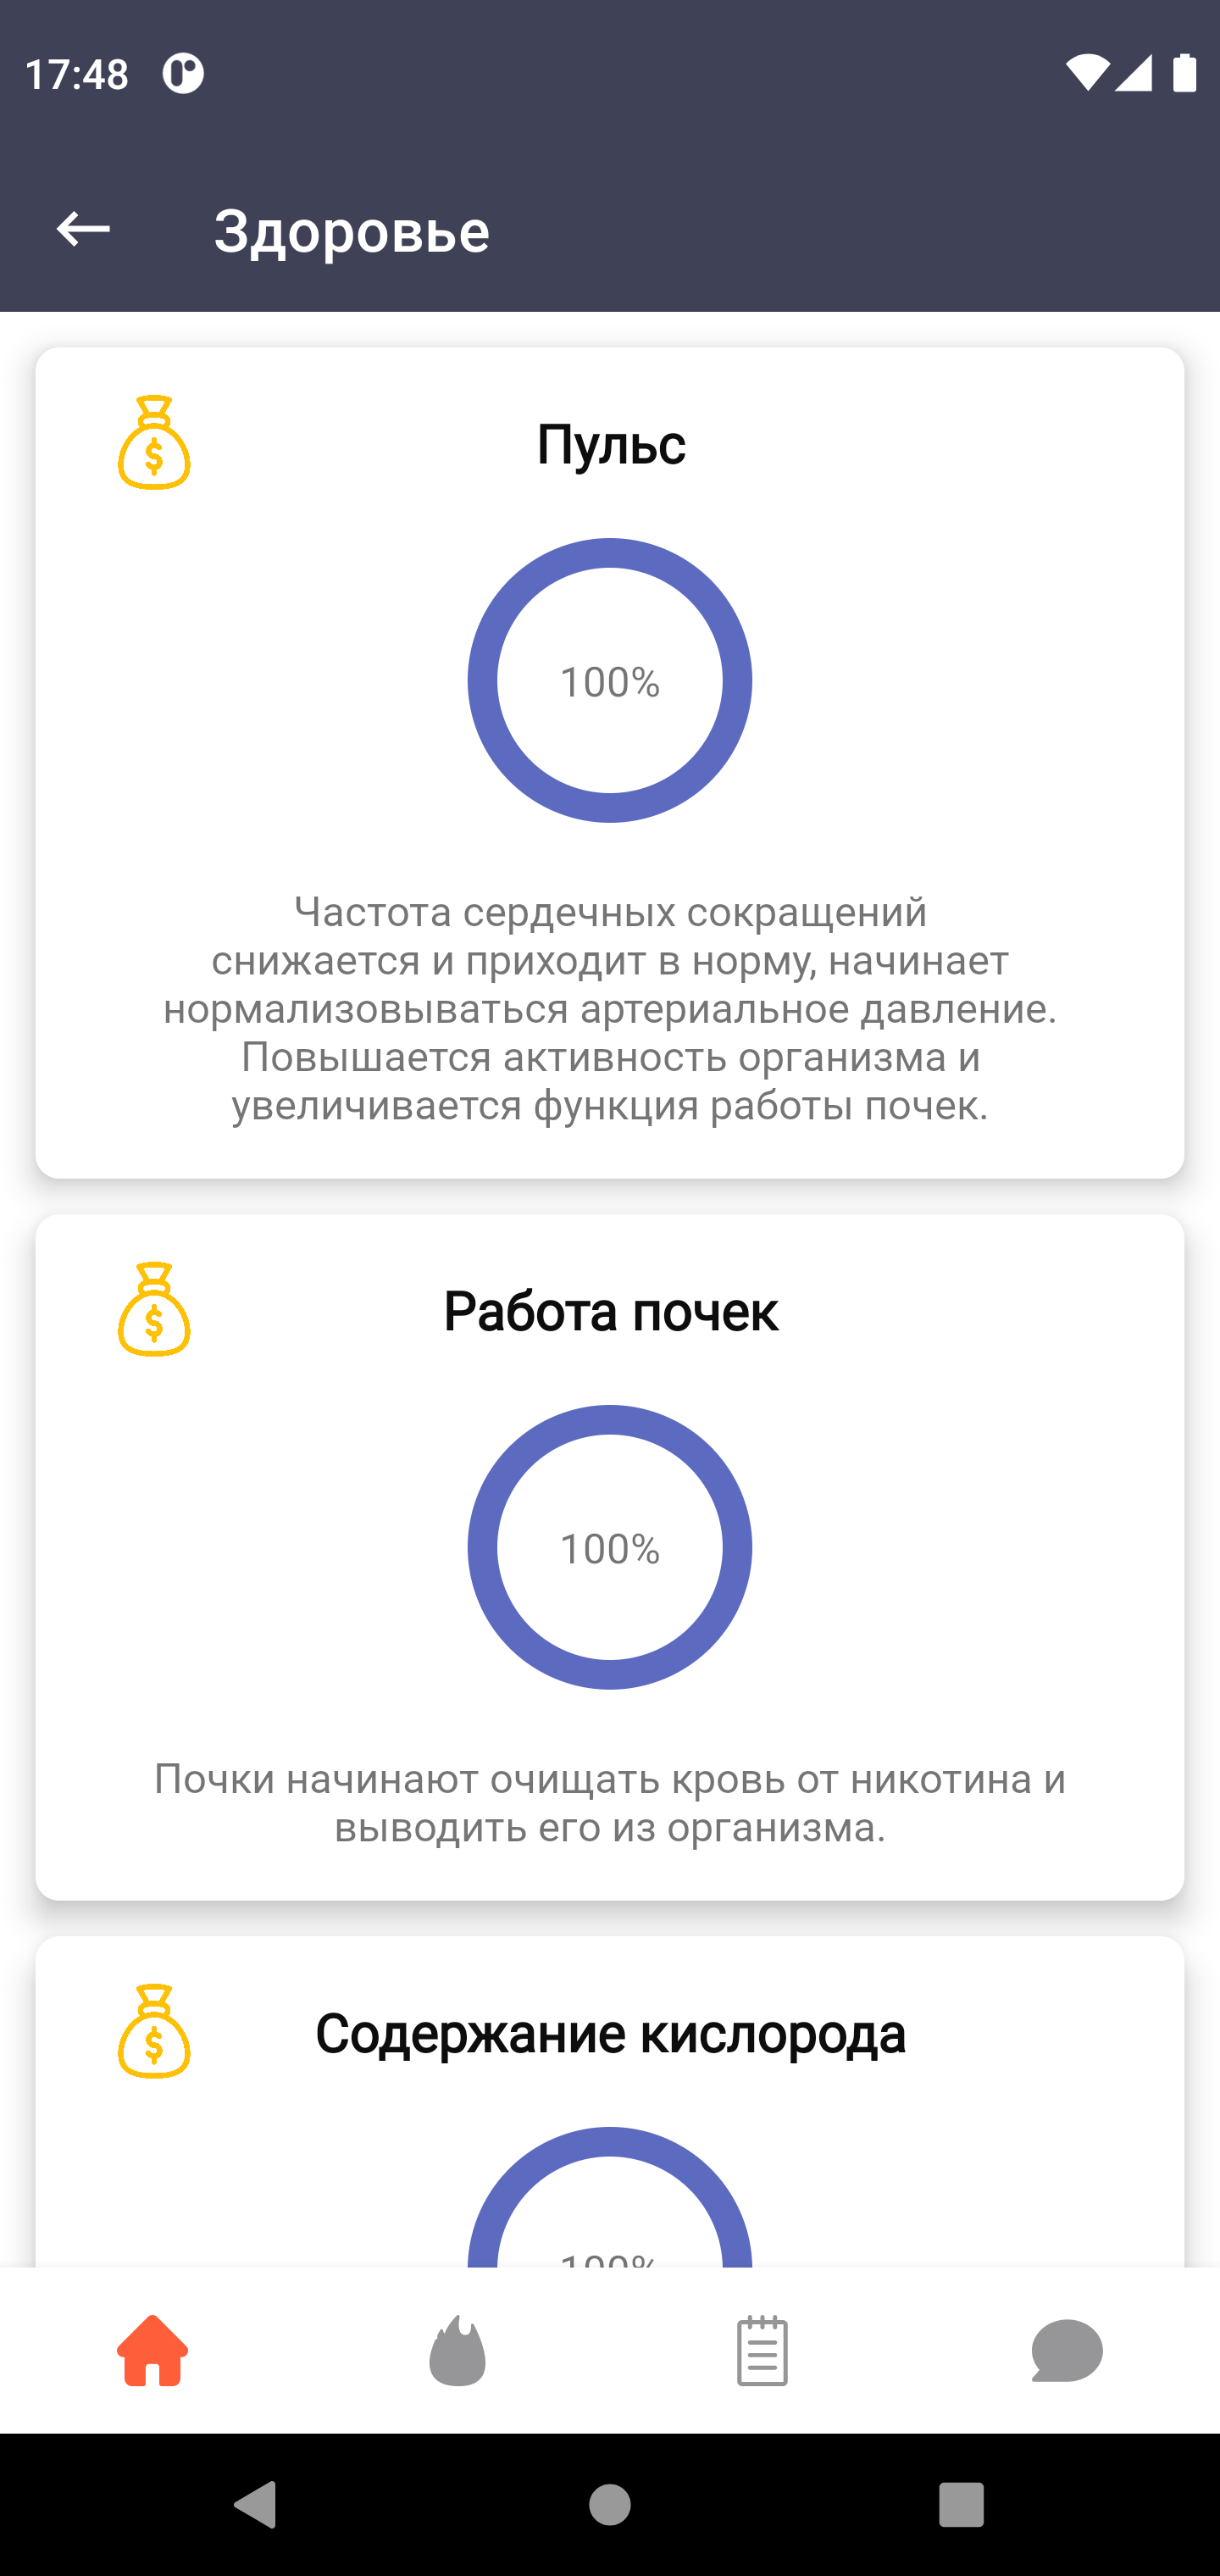 17:48
Здоровье
$
Пульс
100%
Частота сердечных сокращений
снижается и приходит в норму, начинает
нормализовываться артериальное давление.
Повышается активность организма и
увеличивается функция работы почек.
$
Работа почек
100%
Почки начинают очищать кровь от никотина и
выводить его из организма.
$
Содержание кислорода
100%